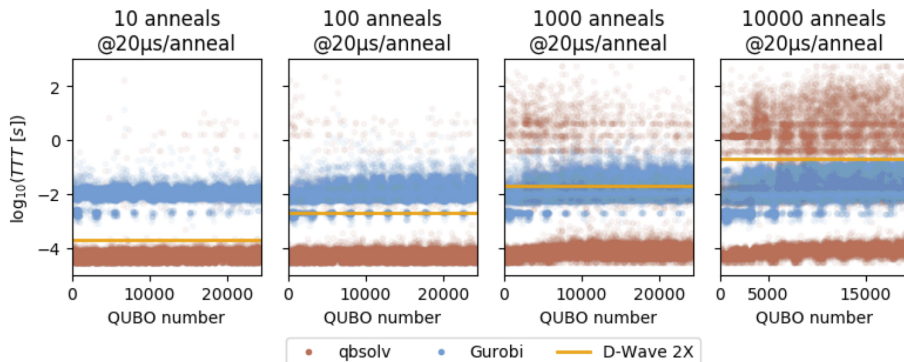 10 anneals
@20μs/anneal
100 anneals
@20μs/anneal
1000 anneals
@20μs/anneal
10000 anneals
@20μs/anneal
log₁₀(TTT [s])
2
0
−2
−4
0 10000 20000
0 10000 20000
0 10000 20000
0 5000 15000
QUBO number
QUBO number
QUBO number
QUBO number
qbsolv Gurobi D-Wave 2X